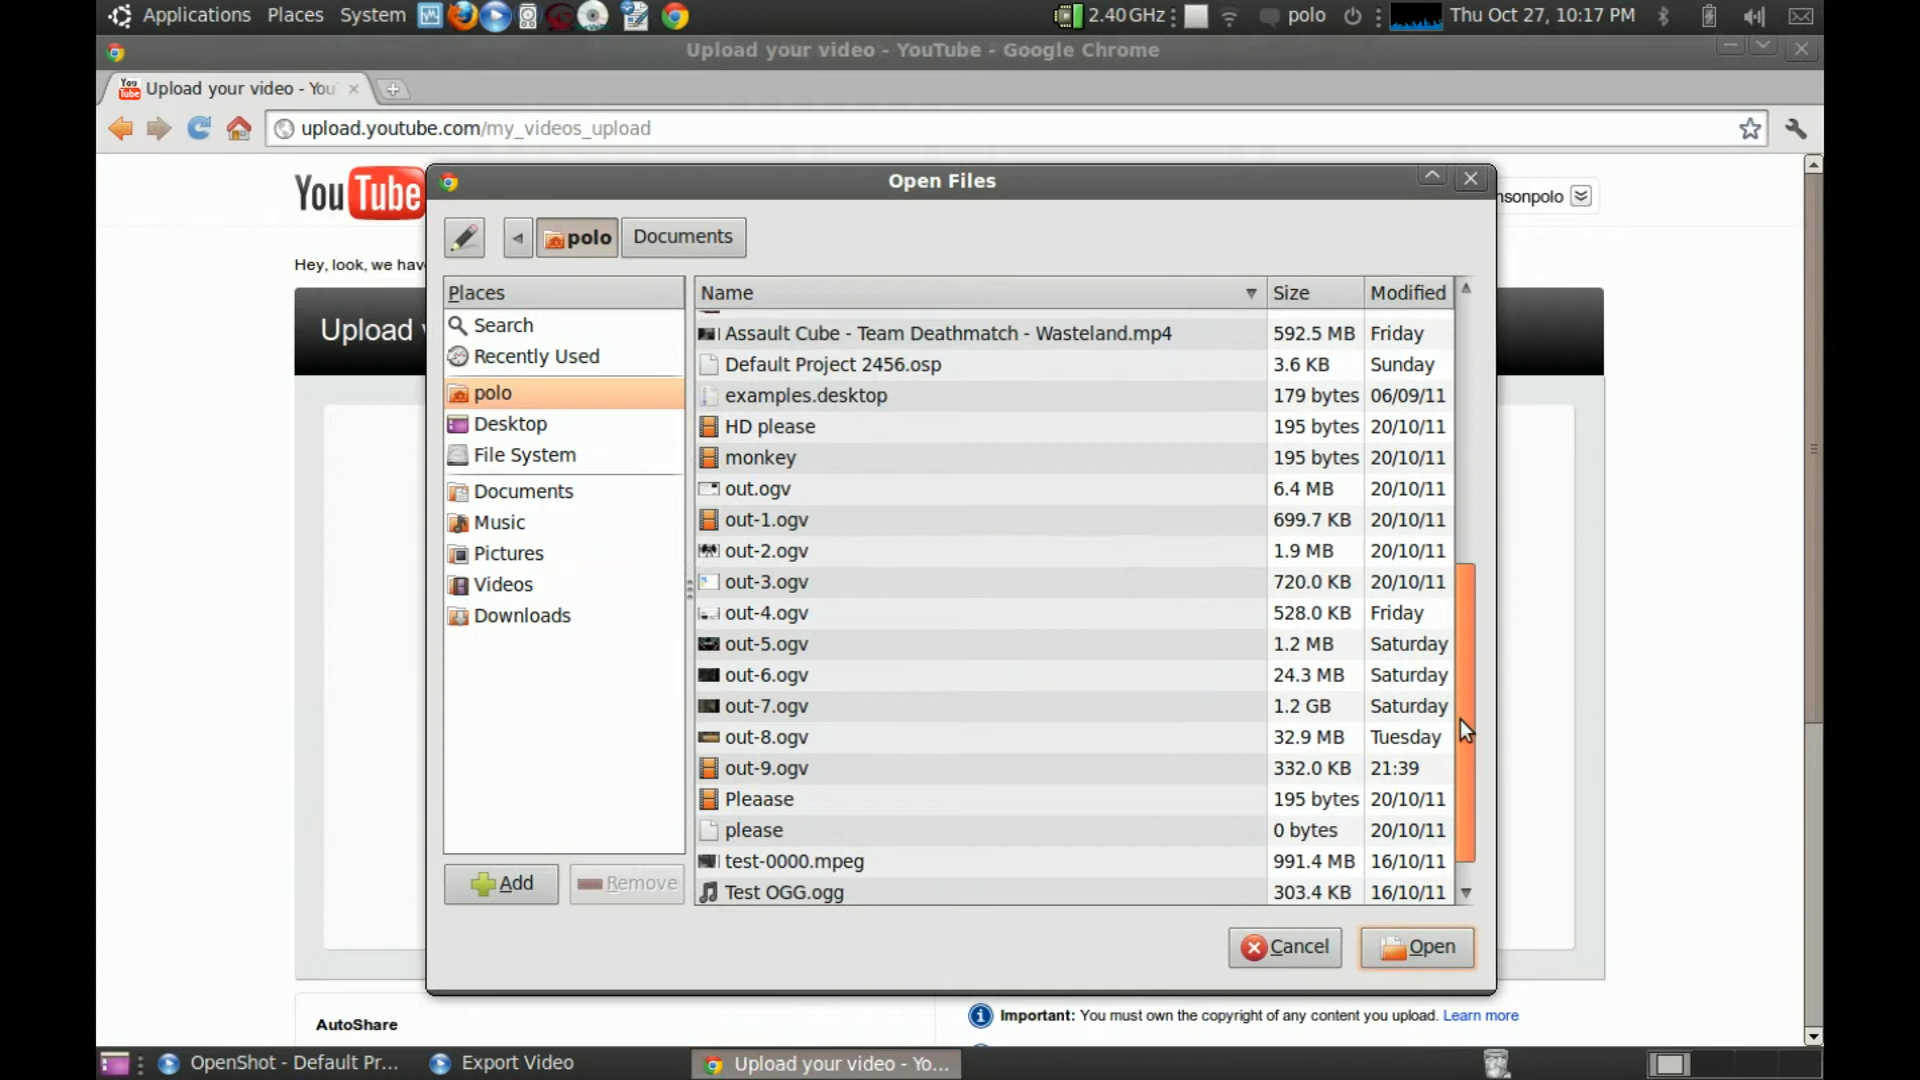 Applications Places System 2.40 GHz polo Thu Oct 27, 10:17 PM
Upload your video - YouTube - Google Chrome
You Tube Upload your video - You
upload.youtube.com/my_videos_upload
YouTube
Open Files
nsonpolo
polo Documents
Hey, look, we hav
Upload
Places
Search
Recently Used
polo
Desktop
File System
Documents
Music
Pictures
Videos
Downloads
Add Remove
Name Size Modified
Assault Cube - Team Deathmatch - Wasteland.mp4 592.5 MB Friday
Default Project 2456.osp 3.6 KB Sunday
examples.desktop 179 bytes 06/09/11
HD please 195 bytes 20/10/11
monkey 195 bytes 20/10/11
out.ogv 6.4 MB 20/10/11
out-1.ogv 699.7 KB 20/10/11
out-2.ogv 1.9 MB 20/10/11
out-3.ogv 720.0 KB 20/10/11
out-4.ogv 528.0 KB Friday
out-5.ogv 1.2 MB Saturday
out-6.ogv 24.3 MB Saturday
out-7.ogv 1.2 GB Saturday
out-8.ogv 32.9 MB Tuesday
out-9.ogv 332.0 KB 21:39
Pleaase 195 bytes 20/10/11
please 0 bytes 20/10/11
test-0000.mpeg 991.4 MB 16/10/11
Test OGG.ogg 303.4 KB 16/10/11
Cancel Open
AutoShare
Important: You must own the copyright of any content you upload. Learn more
OpenShot - Default Pr... Export Video Upload your video - Yo...